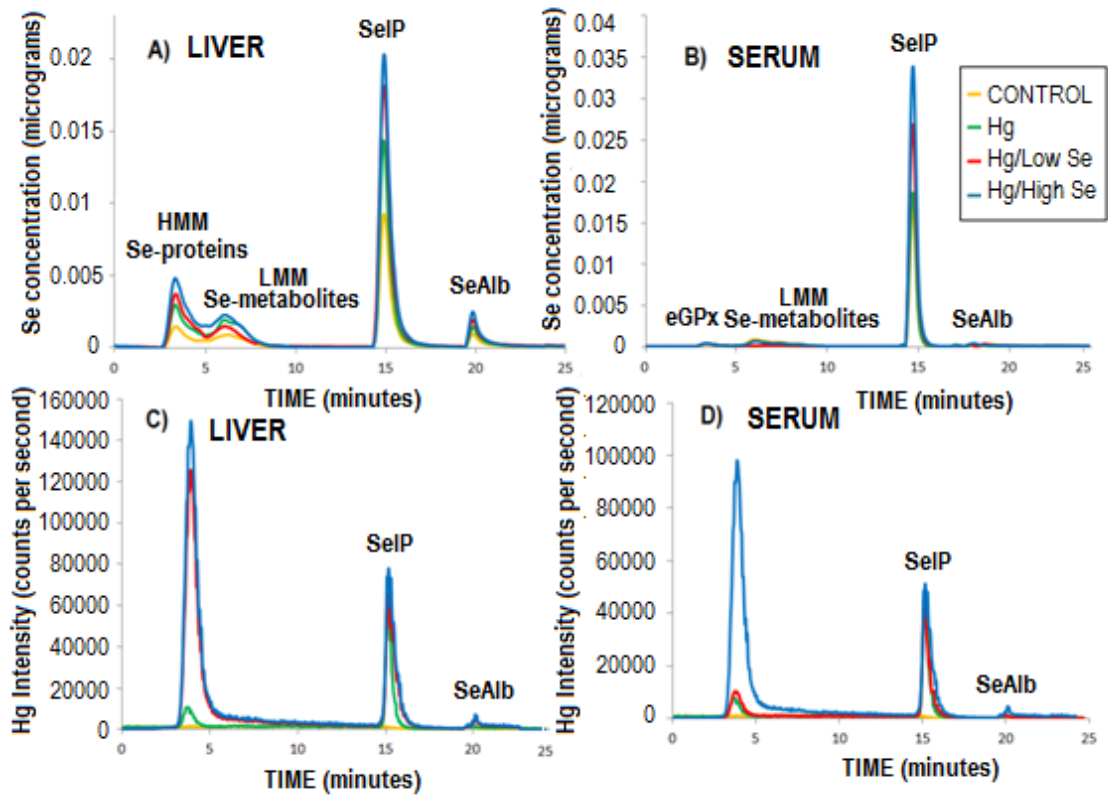 A) LIVER
Se concentration (micrograms)
0.02
0.015
0.01
0.005
0
HMM
Se-proteins
LMM
Se-metabolites
SelP
SeAlb
0 5 10 15 20 25
TIME (minutes)
B) SERUM
Se concentration (micrograms)
0.04
0.035
0.03
0.025
0.02
0.015
0.01
0.005
0
eGPx
LMM
Se-metabolites
SelP
SeAlb
0 5 10 15 20 25
TIME (minutes)
CONTROL
Hg
Hg/Low Se
Hg/High Se
C) LIVER
Hg Intensity (counts per second)
160000
140000
120000
100000
80000
60000
40000
20000
0
SelP
SeAlb
0 5 10 15 20 25
TIME (minutes)
D) SERUM
Hg Intensity (counts per second)
120000
100000
80000
60000
40000
20000
0
SelP
SeAlb
0 5 10 15 20 25
TIME (minutes)